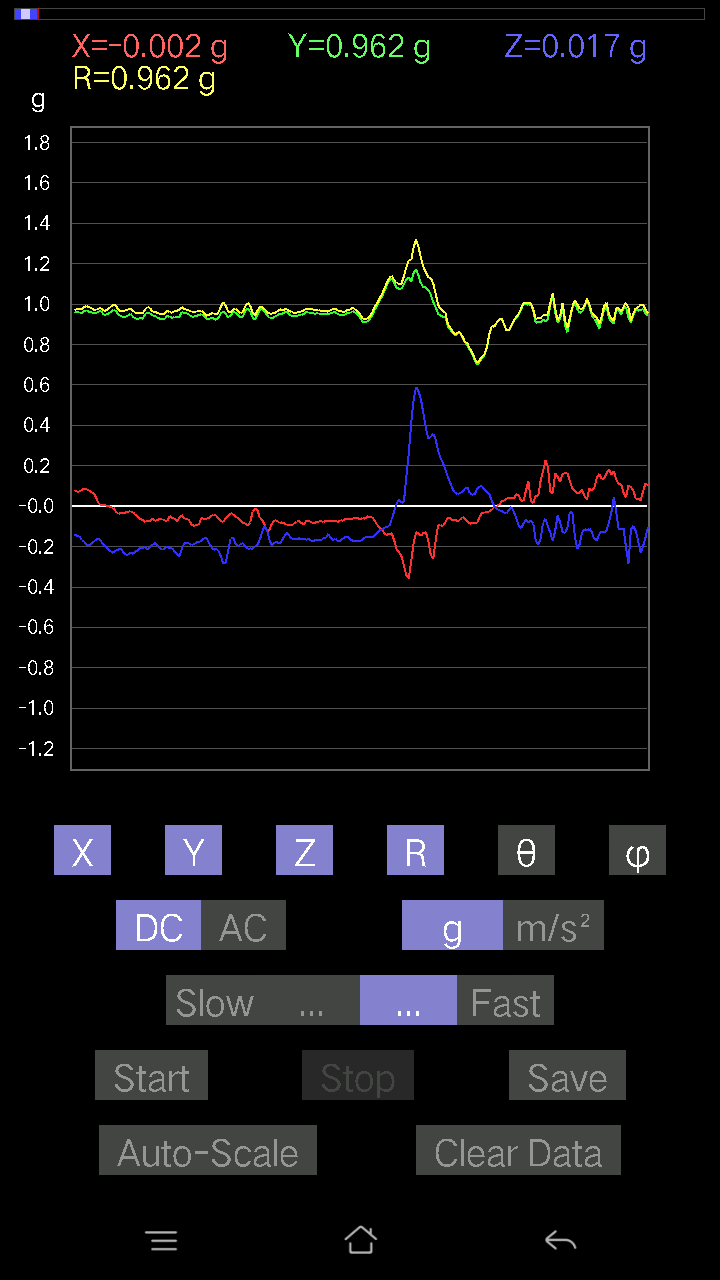 X=-0.002 g Y=0.962 g Z=0.017 g
R=0.962 g
g
1.8
1.6
1.4
1.2
1.0
0.8
0.6
0.4
0.2
-0.0
-0.2
-0.4
-0.6
-0.8
-1.0
-1.2
X Y Z R θ φ
DC AC g m/s²
Slow ... ... Fast
Start Stop Save
Auto-Scale Clear Data